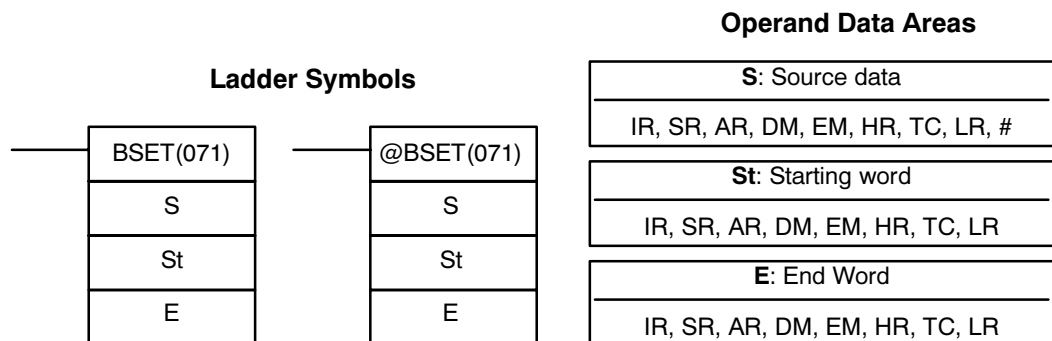 Ladder Symbols
BSET(071)
S
St
E
@BSET(071)
S
St
E
Operand Data Areas
S: Source data
IR, SR, AR, DM, EM, HR, TC, LR, #
St: Starting word
IR, SR, AR, DM, EM, HR, TC, LR
E: End Word
IR, SR, AR, DM, EM, HR, TC, LR